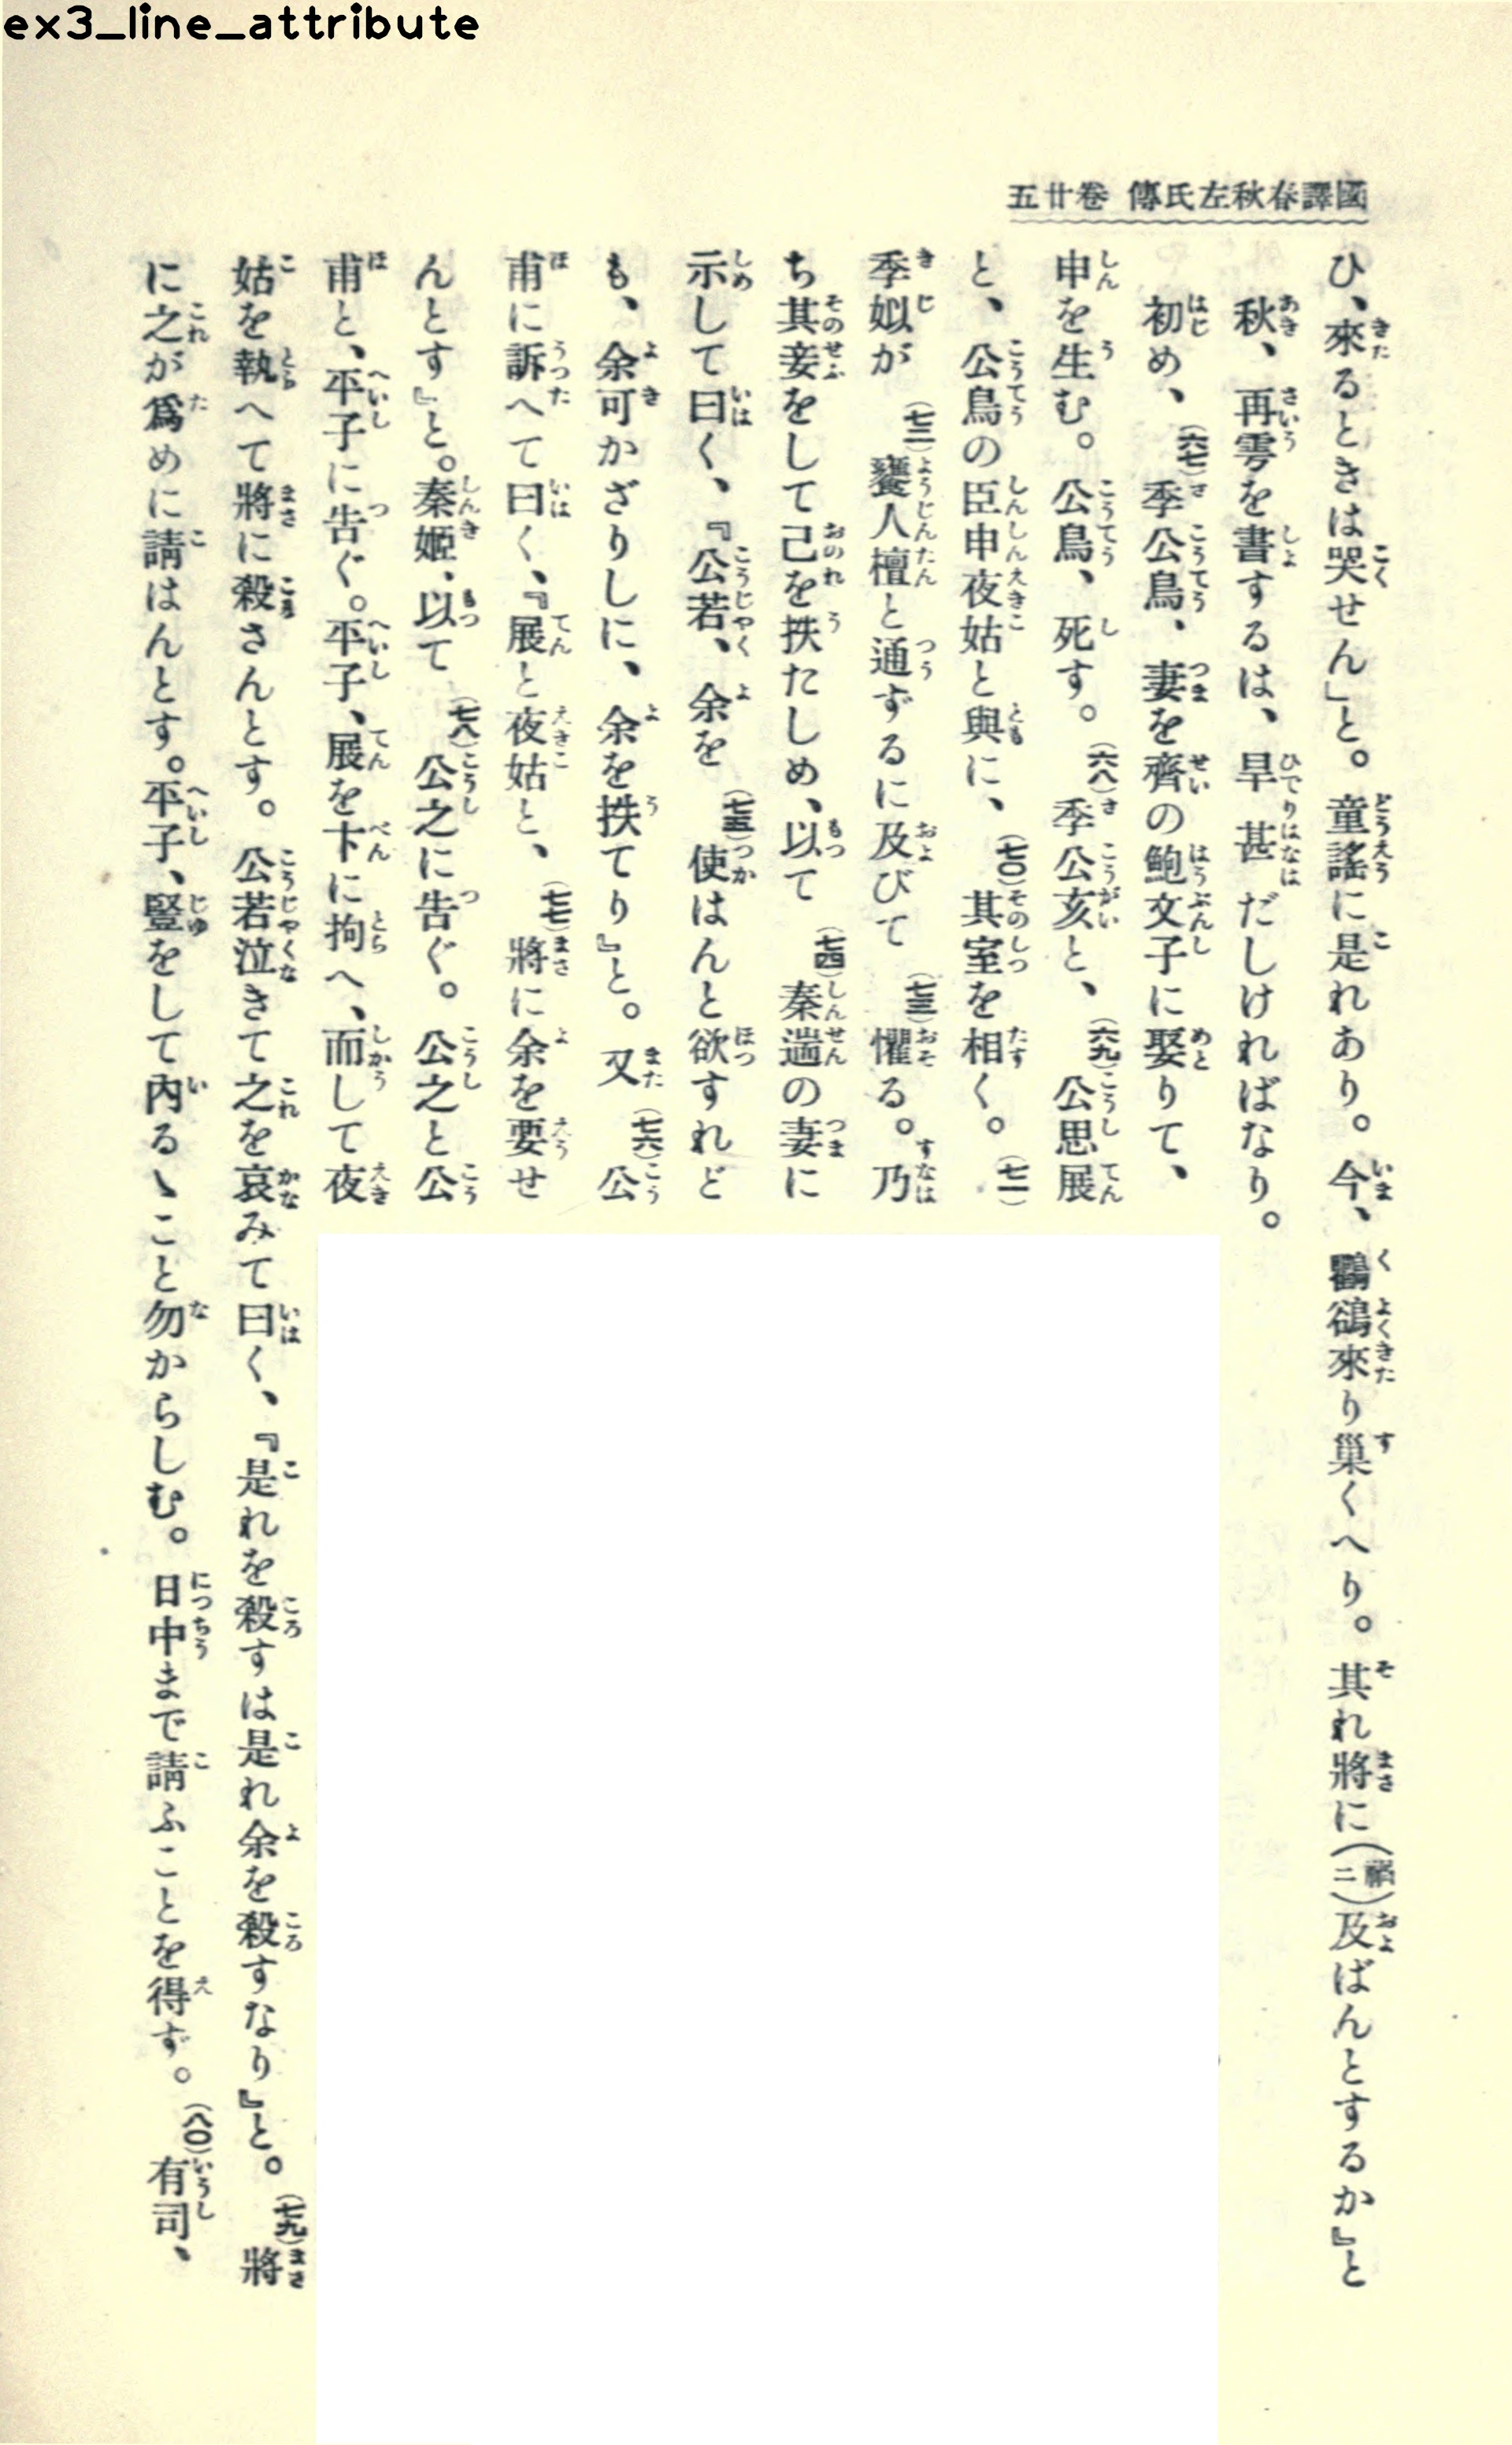 ex3_line_attribute
國譯春秋左氏傳 卷廿五
ひ、來るときは哭せん」と。童謠に是れあり。今、鸜鵒來り巢くへり。其れ將に(禍ニ)及ばんとするか』と
秋、再雩を書するは、旱甚だしければなり。
初め、(六七)季公鳥、妻を齊の鮑文子に娶りて、
申を生む。公鳥、死す。(六八)季公亥と、(六九)公思展
と、公鳥の臣申夜姑と與に、(七〇)其室を相く。(七一)
季姒が(七二)饔人檀と通ずるに及びて(七三)懼る。乃
ち其妾をして己を抶たしめ、以て(七四)秦遄の妻に
示して曰く、『公若、余を(七五)使はんと欲すれど
も、余可かざりしに、余を抶てり』と。又(七六)公
甫に訴へて曰く、『展と夜姑と、(七七)將に余を要せ
んとす』と。秦姬、以て(七八)公之に告ぐ。公之と公
甫と、平子に告ぐ。平子、展を卞に拘へ、而して夜
姑を執へて將に殺さんとす。公若泣きて之を哀みて曰く、『是れを殺すは是れ余を殺すなり』と。(七九)將
に之が爲めに請はんとす。平子、豎をして內るゝこと勿からしむ。日中まで請ふことを得ず。(八〇)有司、